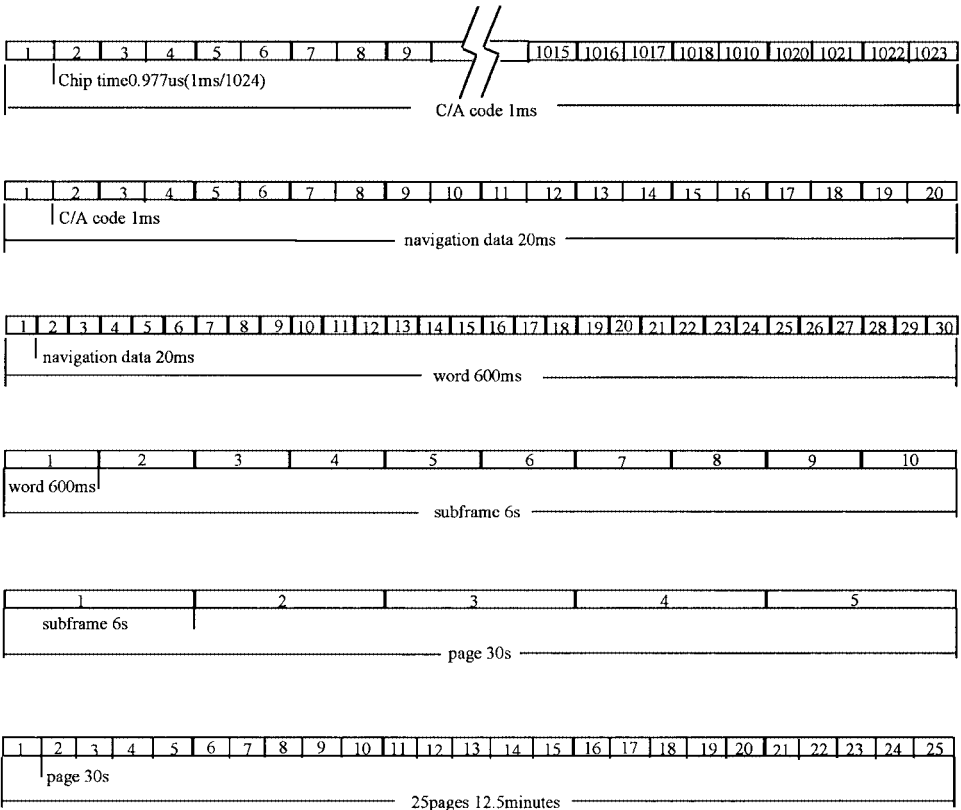 1 2 3 4 5 6 7 8 9 1015 1016 1017 1018 1010 1020 1021 1022 1023
Chip time0.977us(1ms/1024)
C/A code 1ms
1 2 3 4 5 6 7 8 9 10 11 12 13 14 15 16 17 18 19 20
C/A code 1ms
navigation data 20ms
1 2 3 4 5 6 7 8 9 10 11 12 13 14 15 16 17 18 19 20 21 22 23 24 25 26 27 28 29 30
navigation data 20ms
word 600ms
1 2 3 4 5 6 7 8 9 10
word 600ms
subframe 6s
1 2 3 4 5
subframe 6s
page 30s
1 2 3 4 5 6 7 8 9 10 11 12 13 14 15 16 17 18 19 20 21 22 23 24 25
page 30s
25pages 12.5minutes